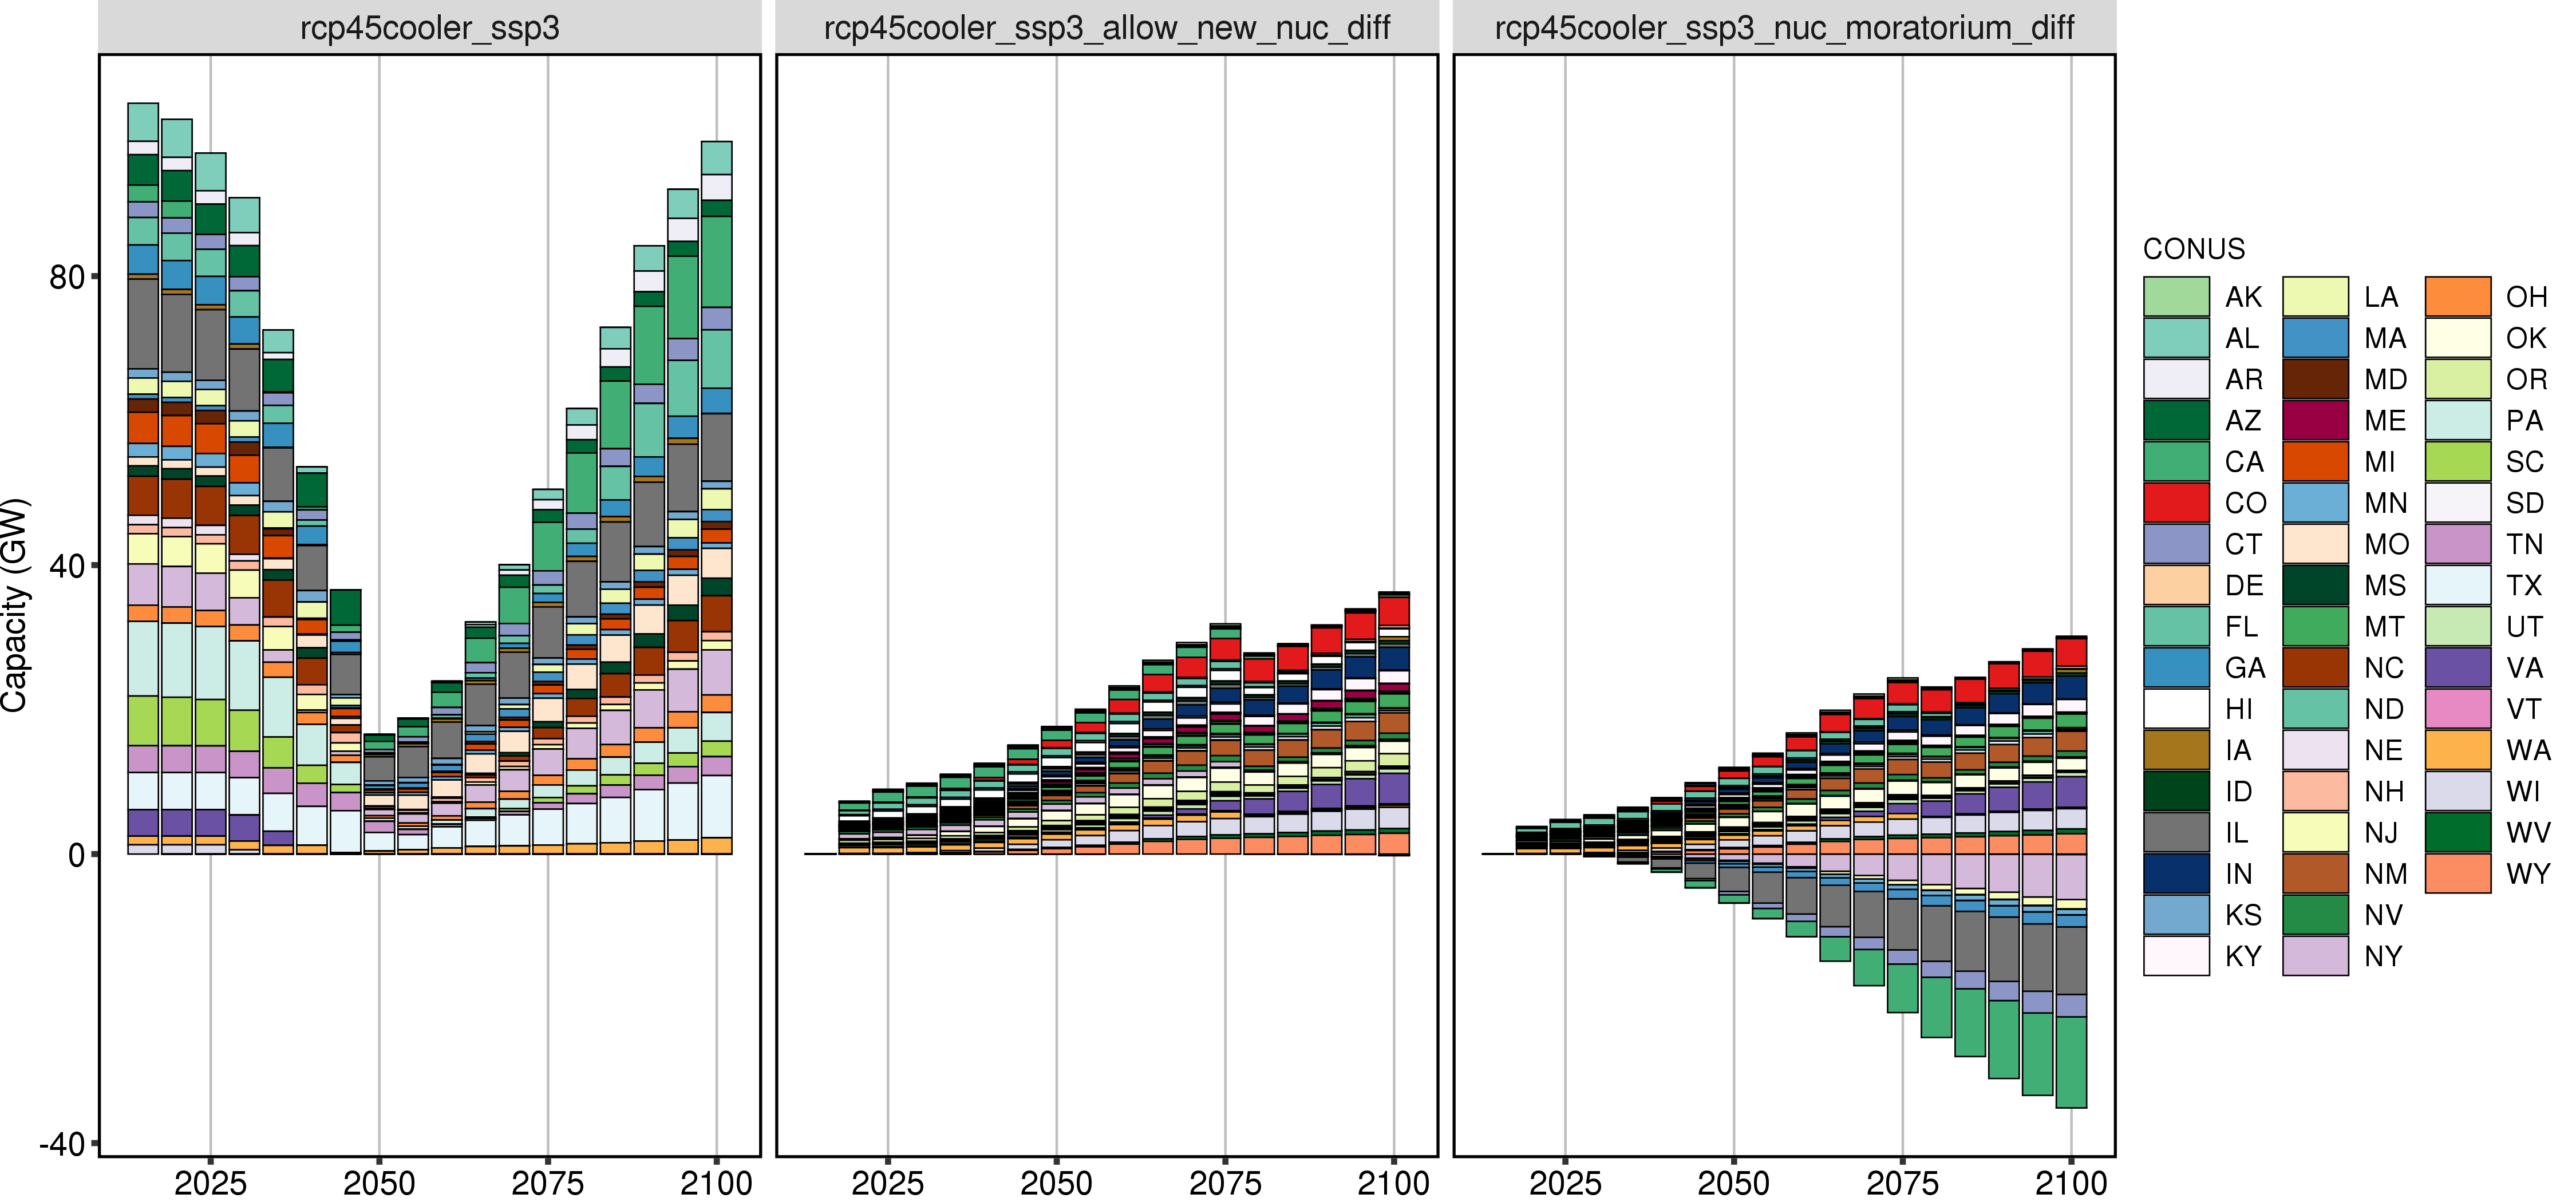 rcp45cooler_ssp3
rcp45cooler_ssp3_allow_new_nuc_diff
rcp45cooler_ssp3_nuc_moratorium_diff
Capacity (GW)
80
40
0
-40
2025 2050 2075 2100
2025 2050 2075 2100
2025 2050 2075 2100
CONUS
AK
AL
AR
AZ
CA
CO
CT
DE
FL
GA
HI
IA
ID
IL
IN
KS
KY
LA
MA
MD
ME
MI
MN
MO
MS
MT
NC
ND
NE
NH
NJ
NM
NV
NY
OH
OK
OR
PA
SC
SD
TN
TX
UT
VA
VT
WA
WI
WV
WY